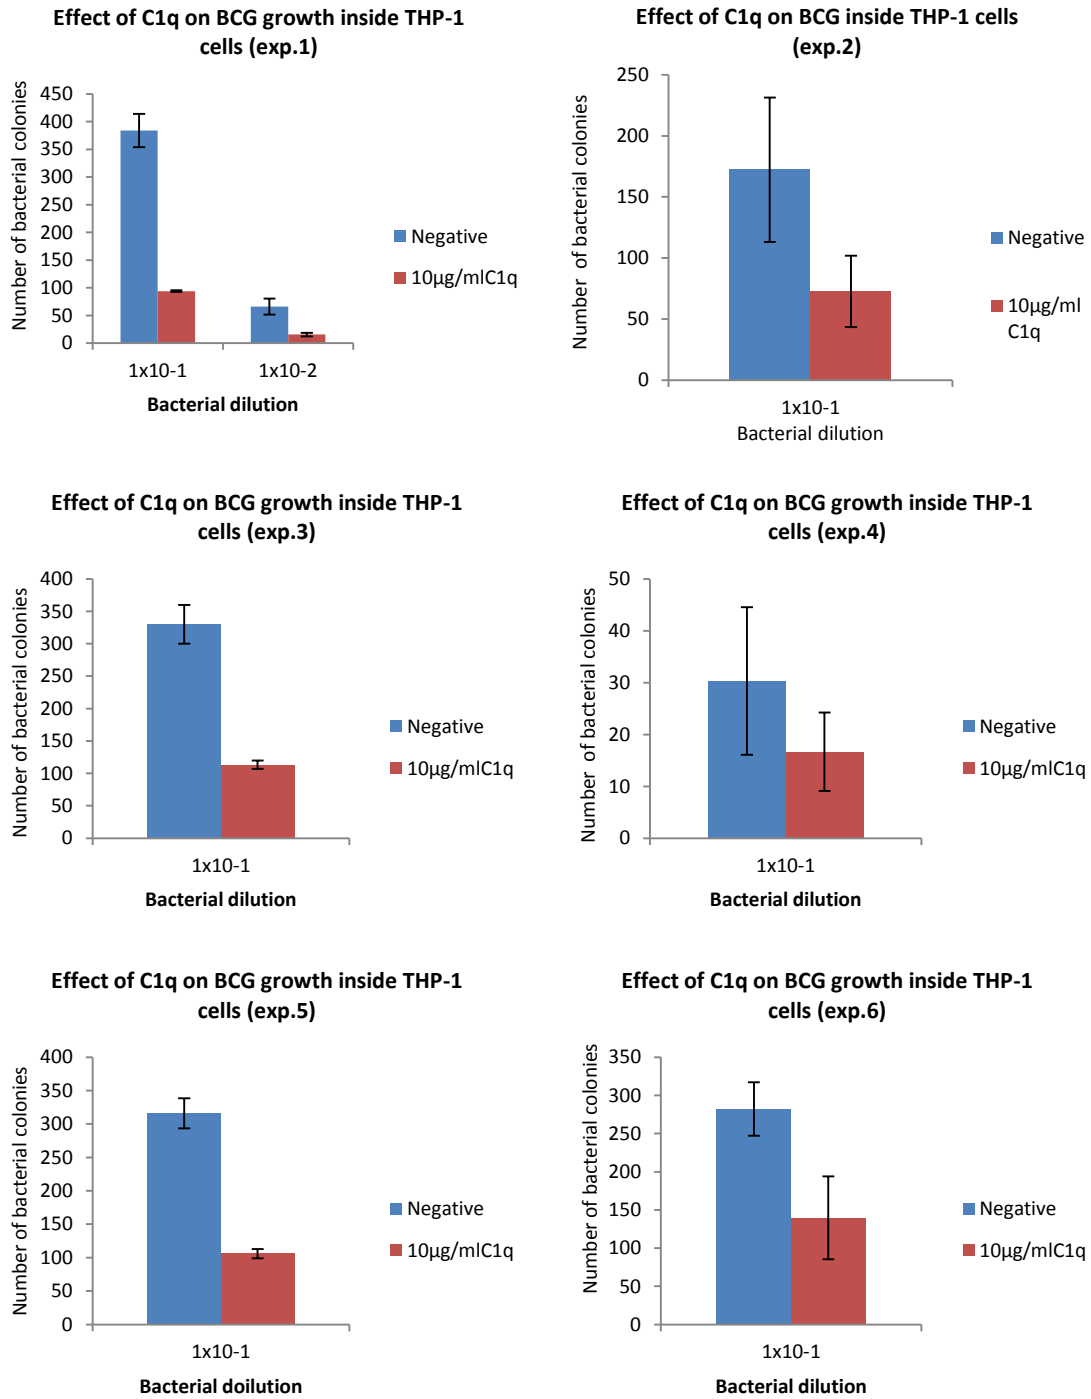 Effect of C1q on BCG growth inside THP-1
cells (exp.1)
Number of bacterial colonies
450
400
350
300
250
200
150
100
50
0
1x10-1
1x10-2
Bacterial dilution
Negative
10µg/mlC1q
Effect of C1q on BCG inside THP-1 cells
(exp.2)
Number of bacterial colonies
250
200
150
100
50
0
1x10-1
Bacterial dilution
Negative
10µg/ml
C1q
Effect of C1q on BCG growth inside THP-1
cells (exp.3)
Number of bacterial colonies
400
350
300
250
200
150
100
50
0
1x10-1
Bacterial dilution
Negative
10µg/mlC1q
Effect of C1q on BCG growth inside THP-1
cells (exp.4)
Number of bacterial colonies
50
40
30
20
10
0
1x10-1
Bacterial dilution
Negative
10µg/mlC1q
Effect of C1q on BCG growth inside THP-1
cells (exp.5)
Number of bacterial colonies
400
350
300
250
200
150
100
50
0
1x10-1
Bacterial doilution
Negative
10µg/mlC1q
Effect of C1q on BCG growth inside THP-1
cells (exp.6)
Number of bacterial colonies
350
300
250
200
150
100
50
0
1x10-1
Bacterial dilution
Negative
10µg/mlC1q